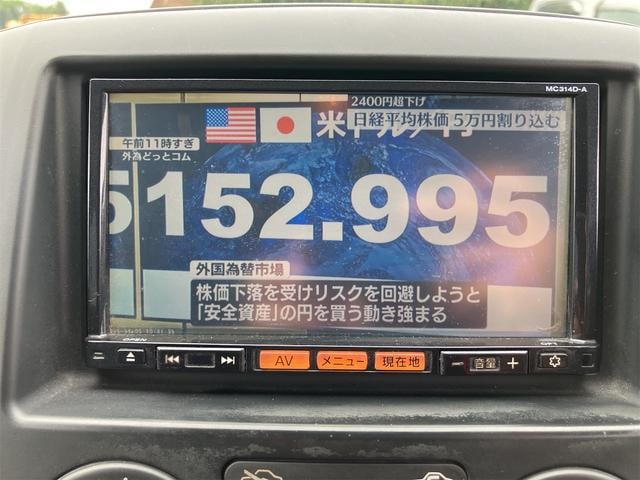 MC314D-A
2400円超下げ
日経平均株価 5万円割り込む
米ドル/円
午前11時すぎ
外為どっとコム
5152.995
外国為替市場
株価下落を受けリスクを回避しようと
「安全資産」の円を買う動き強まる
OPEN
AV
メニュー
現在地
音量